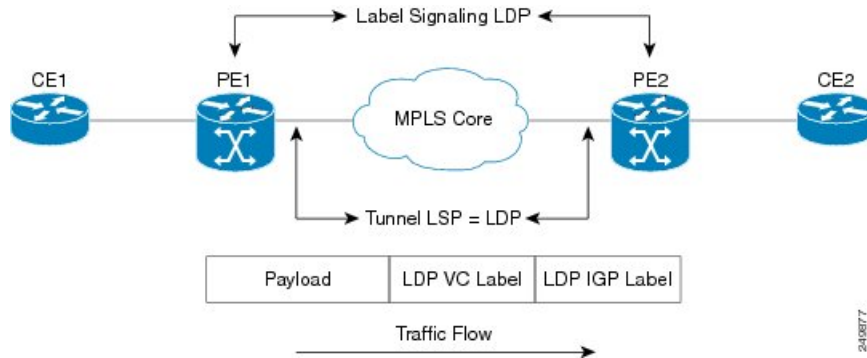 Label Signaling LDP
CE1
PE1
PE2
CE2
MPLS Core
Tunnel LSP = LDP
Payload
LDP VC Label
LDP IGP Label
Traffic Flow
249877